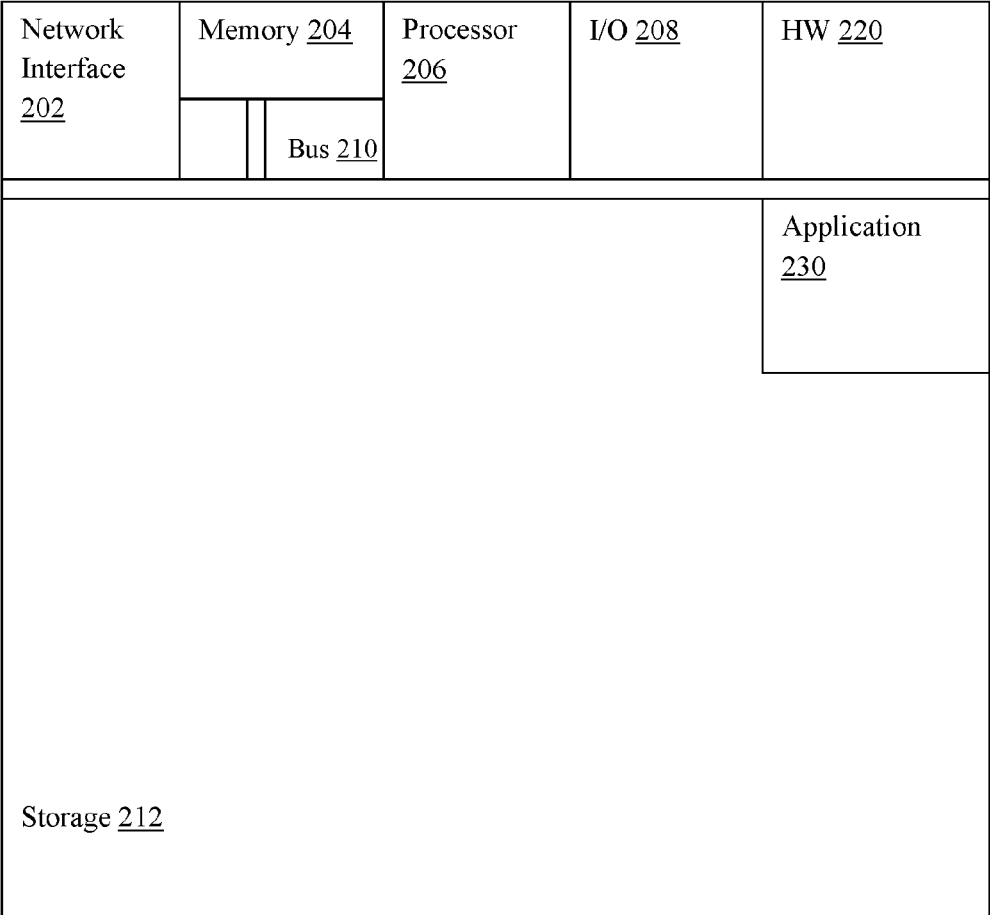 Network
Interface
202
Memory 204
Processor
206
I/O 208
HW 220
Bus 210
Application
230
Storage 212